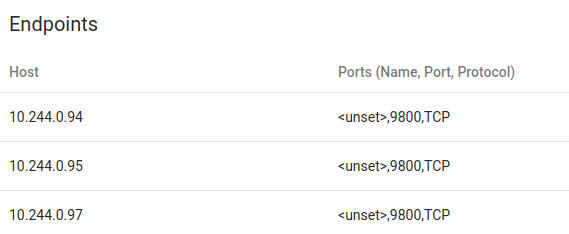 Endpoints
Host Ports (Name, Port, Protocol)
10.244.0.94 <unset>,9800,TCP
10.244.0.95 <unset>,9800,TCP
10.244.0.97 <unset>,9800,TCP